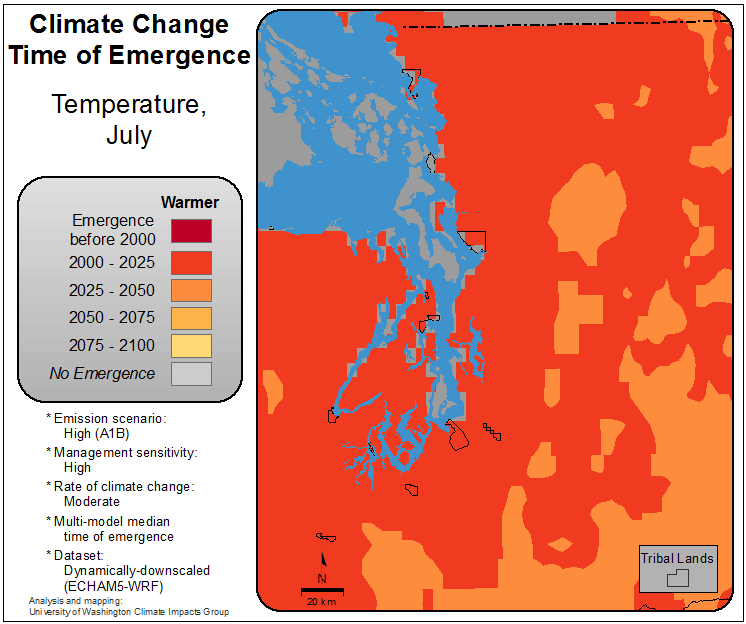 Climate Change
Time of Emergence
Temperature,
July
Warmer
Emergence
before 2000
2000 - 2025
2025 - 2050
2050 - 2075
2075 - 2100
No Emergence
* Emission scenario:
High (A1B)
* Management sensitivity:
High
* Rate of climate change:
Moderate
* Multi-model median
time of emergence
* Dataset:
Dynamically-downscaled
(ECHAM5-WRF)
Analysis and mapping:
University of Washington Climate Impacts Group
N
20 km
Tribal Lands